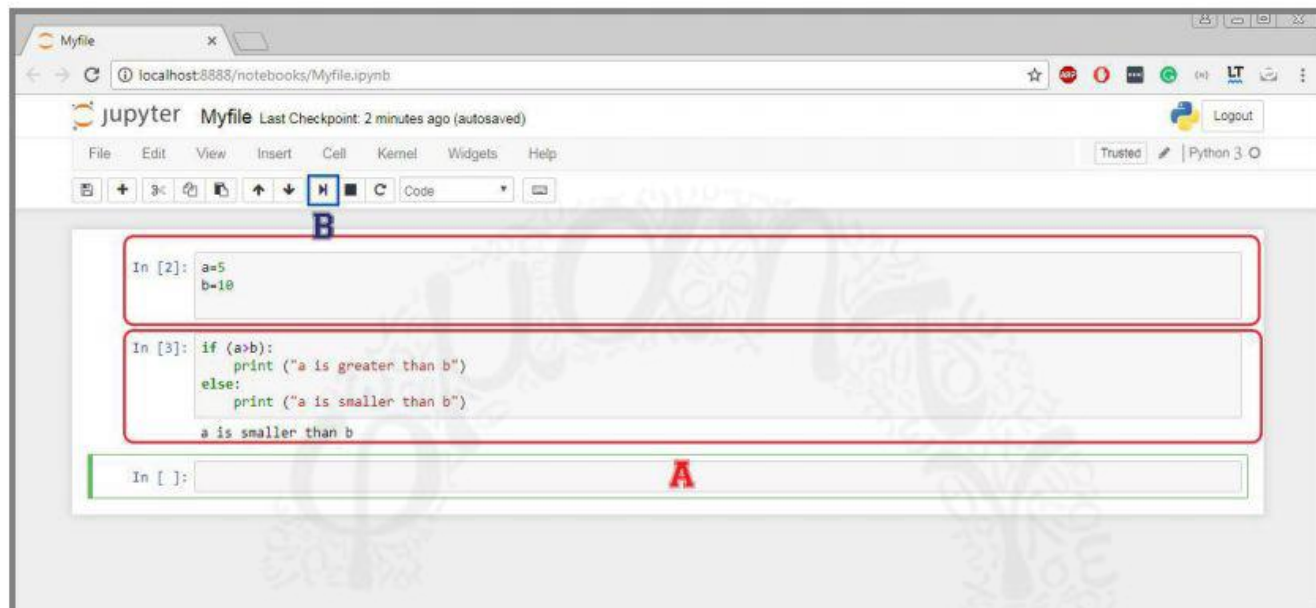 Myfile
localhost:8888/notebooks/Myfile.ipynb
ABP
LT
jupyter Myfile Last Checkpoint: 2 minutes ago (autosaved)
Logout
File Edit View Insert Cell Kernel Widgets Help
Trusted Python 3
Code
B
In [2]: a=5
b=10
In [3]: if (a>b):
print ("a is greater than b")
else:
print ("a is smaller than b")
a is smaller than b
In [ ]:
A